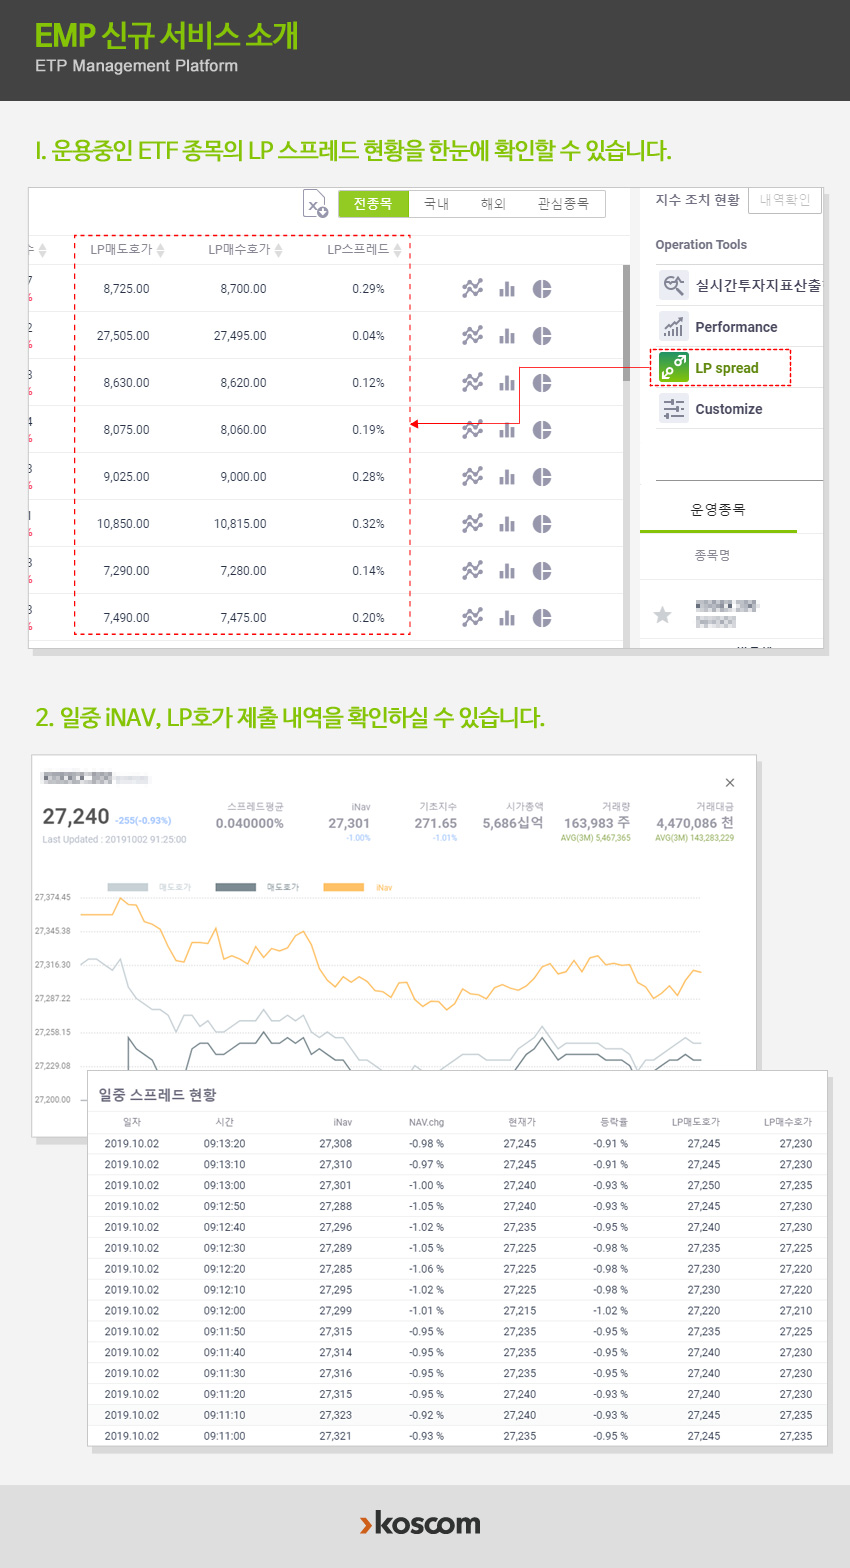 EMP 신규 서비스 소개
ETP Management Platform
1. 운용중인 ETF 종목의 LP 스프레드 현황을 한눈에 확인할 수 있습니다.
전종목 국내 해외 관심종목
지수 조치 현황 내역확인
Operation Tools
실시간투자지표산출
Performance
LP spread
Customize
운영종목
종목명
LP매도호가 LP매수호가 LP스프레드
8,725.00 8,700.00 0.29%
27,505.00 27,495.00 0.04%
8,630.00 8,620.00 0.12%
8,075.00 8,060.00 0.19%
9,025.00 9,000.00 0.28%
10,850.00 10,815.00 0.32%
7,290.00 7,280.00 0.14%
7,490.00 7,475.00 0.20%
2. 일중 iNAV, LP호가 제출 내역을 확인하실 수 있습니다.
27,240 -255(-0.93%)
Last Updated : 20191002 91:25:00
스프레드평균 iNav 기초지수 시가총액 거래량 거래대금
0.040000% 27,301 271.65 5,686십억 163,983 주 4,470,086 천
-1.00% -1.01% AVG(3M) 5,467,365 AVG(3M) 143,283,229
매도호가 매도호가 iNav
27,374.45
27,345.38
27,316.30
27,287.22
27,258.15
27,229.08
27,200.00
일중 스프레드 현황
일자 시간 iNav NAV.chg 현재가 등락율 LP매도호가 LP매수호가
2019.10.02 09:13:20 27,308 -0.98 % 27,245 -0.91 % 27,245 27,230
2019.10.02 09:13:10 27,310 -0.97 % 27,245 -0.91 % 27,245 27,230
2019.10.02 09:13:00 27,301 -1.00 % 27,240 -0.93 % 27,250 27,235
2019.10.02 09:12:50 27,288 -1.05 % 27,240 -0.93 % 27,245 27,230
2019.10.02 09:12:40 27,296 -1.02 % 27,235 -0.95 % 27,240 27,230
2019.10.02 09:12:30 27,289 -1.05 % 27,225 -0.98 % 27,235 27,225
2019.10.02 09:12:20 27,285 -1.06 % 27,225 -0.98 % 27,230 27,220
2019.10.02 09:12:10 27,295 -1.02 % 27,225 -0.98 % 27,230 27,220
2019.10.02 09:12:00 27,299 -1.01 % 27,215 -1.02 % 27,220 27,210
2019.10.02 09:11:50 27,315 -0.95 % 27,235 -0.95 % 27,235 27,225
2019.10.02 09:11:40 27,314 -0.95 % 27,235 -0.95 % 27,240 27,230
2019.10.02 09:11:30 27,316 -0.95 % 27,235 -0.95 % 27,240 27,230
2019.10.02 09:11:20 27,315 -0.95 % 27,240 -0.93 % 27,240 27,230
2019.10.02 09:11:10 27,323 -0.92 % 27,240 -0.93 % 27,245 27,235
2019.10.02 09:11:00 27,321 -0.93 % 27,235 -0.95 % 27,245 27,235
koscom